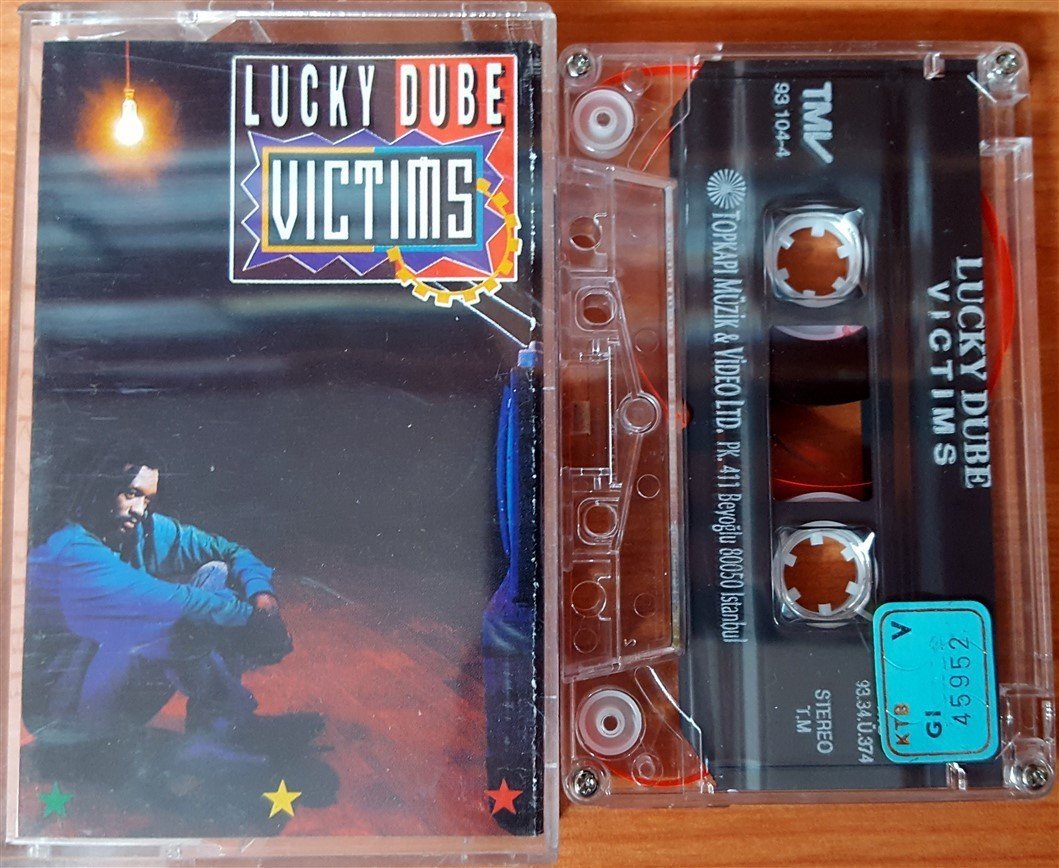 LUCKY DUBE
VICTIMS
LUCKY DUBE
VICTIMS
TMV
93 104-4
TOPKAPI MÜZİK & VİDEO LTD. PK. 411 Beyoğlu 80050 İstanbul
93.34.Ü.374
STEREO
T.M
KTB
V
GI
45952